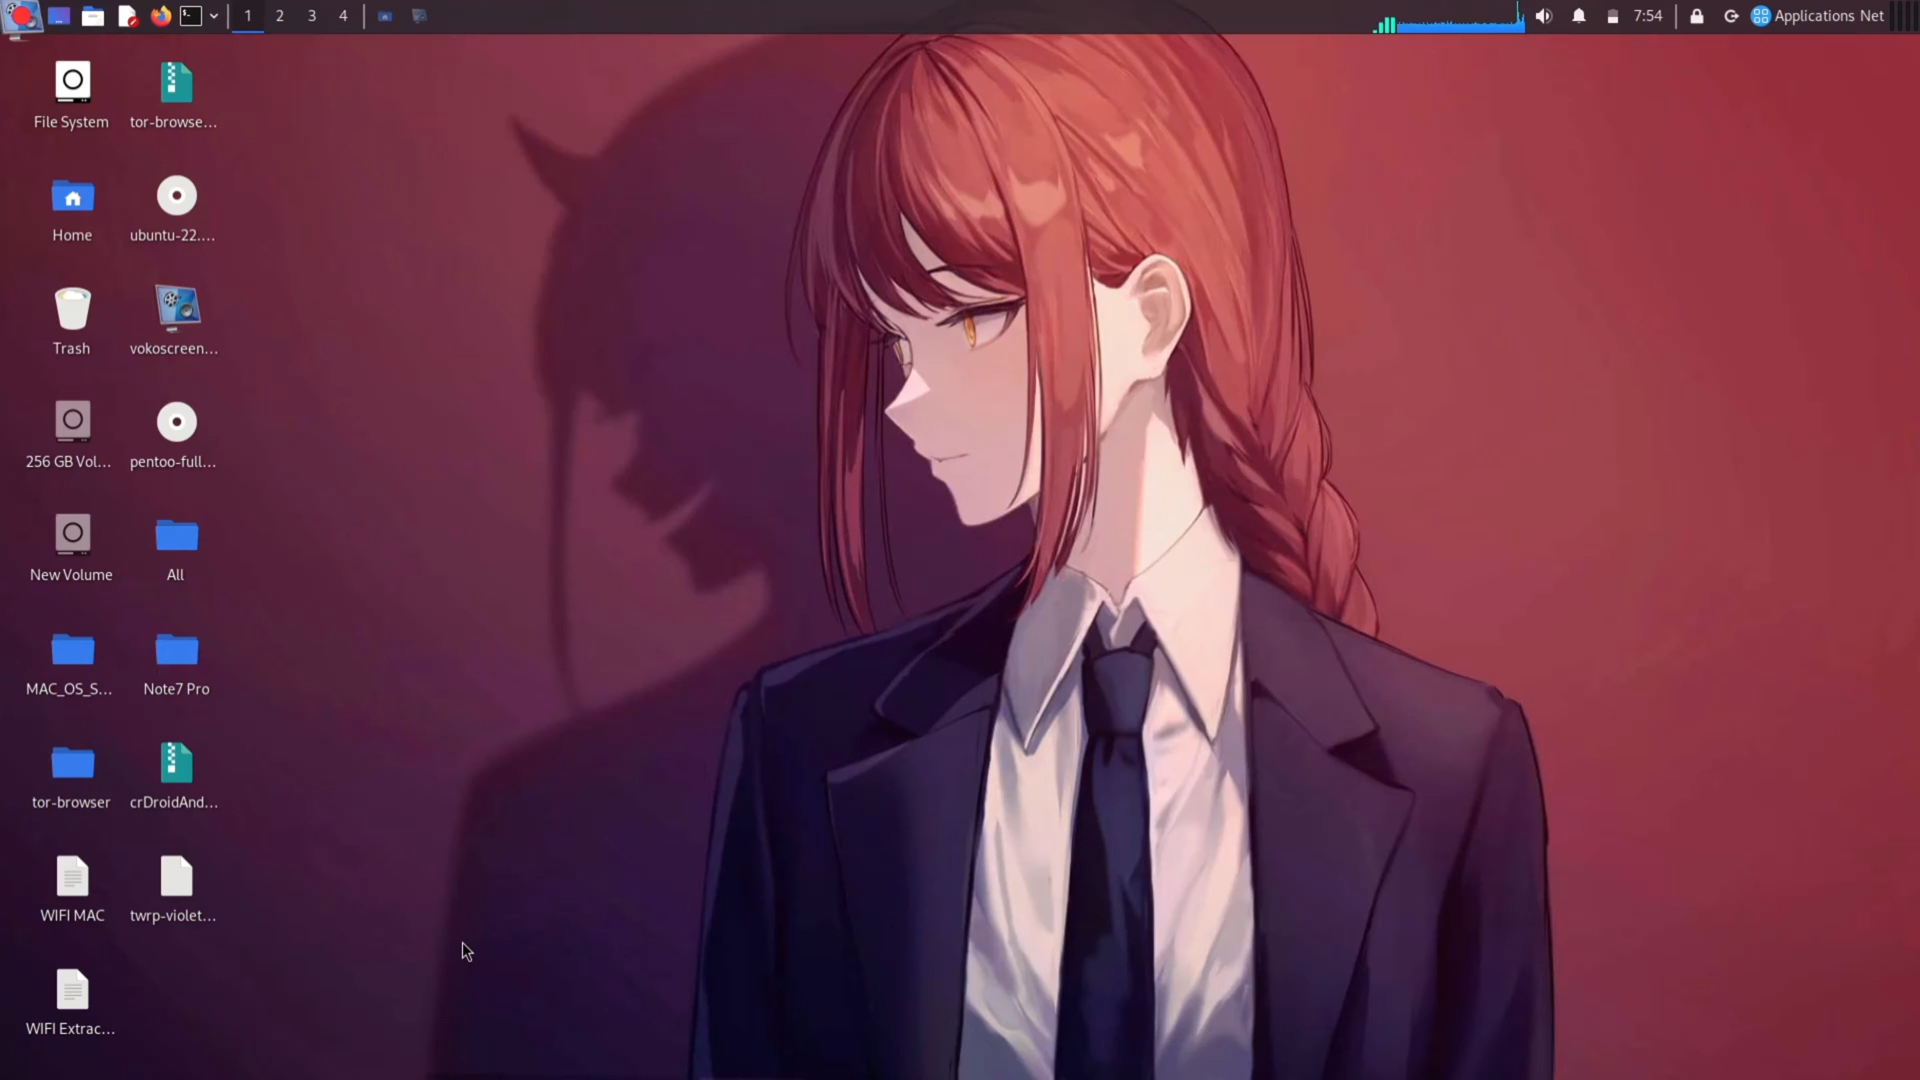 1 2 3 4 7:54 Applications Net
File System tor-browse...
Home ubuntu-22....
Trash vokoscreen...
256 GB Vol... pentoo-full...
New Volume All
MAC_OS_S... Note7 Pro
tor-browser crDroidAnd...
WIFI MAC twrp-violet...
WIFI Extrac...